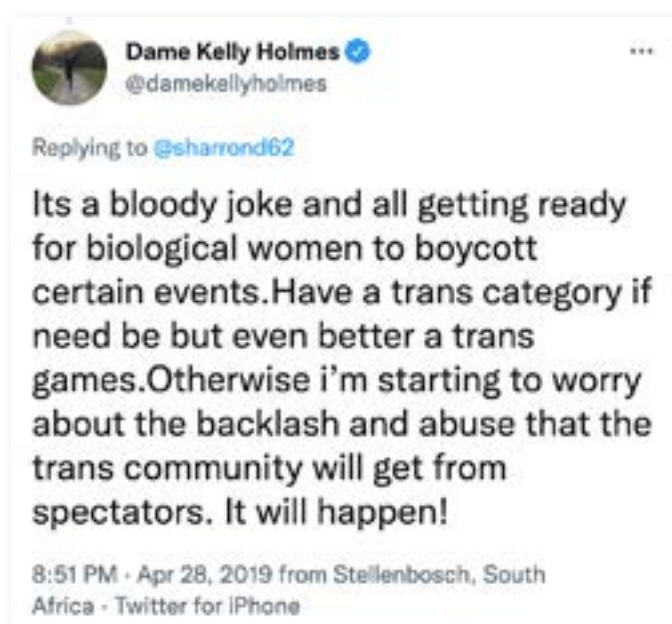 Dame Kelly Holmes
@damekellyholmes
Replying to @sharrond62
Its a bloody joke and all getting ready
for biological women to boycott
certain events.Have a trans category if
need be but even better a trans
games.Otherwise i'm starting to worry
about the backlash and abuse that the
trans community will get from
spectators. It will happen!
8:51 PM · Apr 28, 2019 from Stellenbosch, South
Africa · Twitter for iPhone